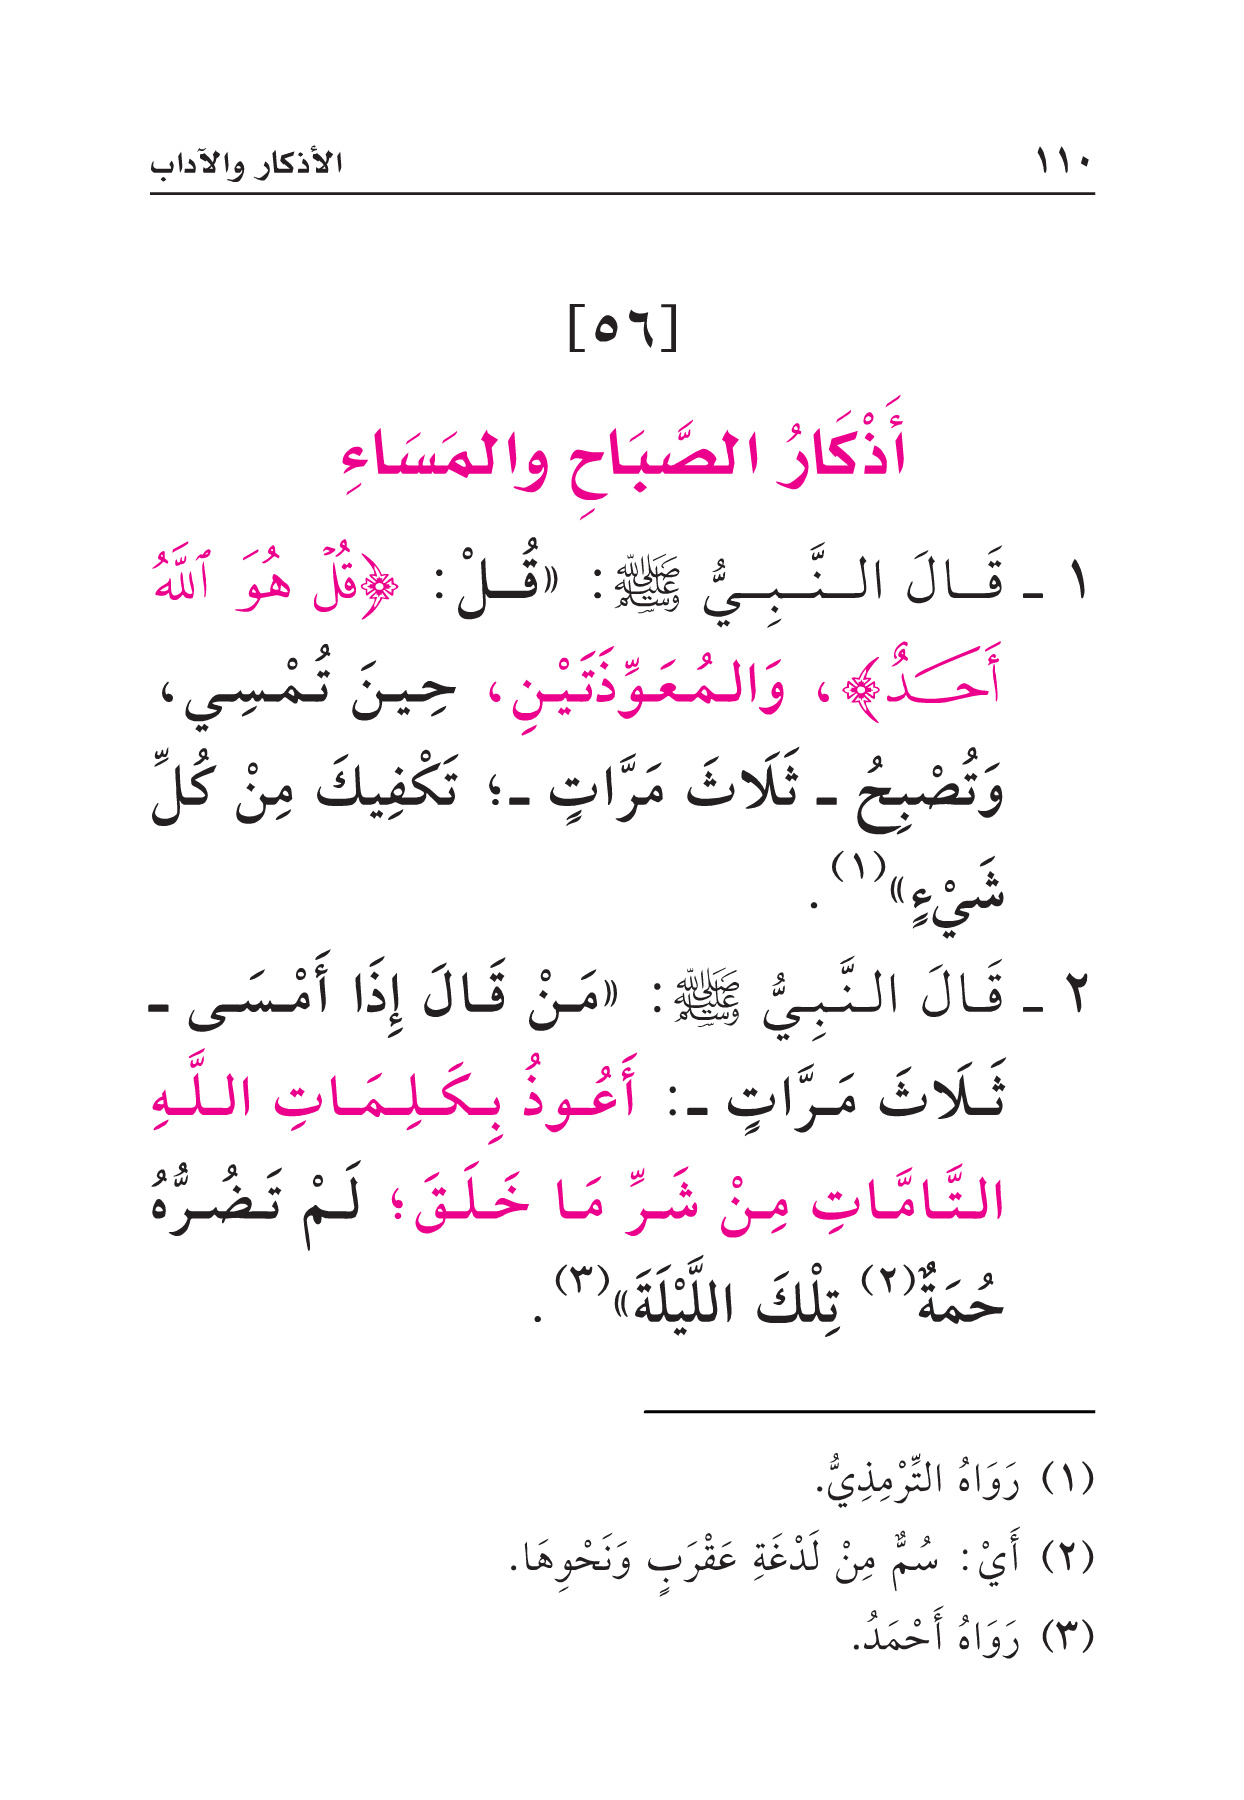 ١١٠ الأذكار والآداب
[٥٦]
أَذْكَارُ الصَّبَاحِ والمَسَاءِ
١ ـ قَالَ النَّبِيُّ ﷺ: «قُلْ: ﴿قُلۡ هُوَ ٱللَّهُ
أَحَدٌ﴾، وَالمُعَوِّذَتَيْنِ، حِينَ تُمْسِي،
وَتُصْبِحُ ـ ثَلَاثَ مَرَّاتٍ ـ؛ تَكْفِيكَ مِنْ كُلِّ
شَيْءٍ»(١).
٢ ـ قَالَ النَّبِيُّ ﷺ: «مَنْ قَالَ إِذَا أَمْسَى ـ
ثَلَاثَ مَرَّاتٍ ـ: أَعُوذُ بِكَلِمَاتِ اللَّهِ
التَّامَّاتِ مِنْ شَرِّ مَا خَلَقَ؛ لَمْ تَضُرُّهُ
حُمَةٌ(٢) تِلْكَ اللَّيْلَةَ»(٣).
(١) رَوَاهُ التِّرْمِذِيُّ.
(٢) أَيْ: سُمٌّ مِنْ لَدْغَةِ عَقْرَبٍ وَنَحْوِهَا.
(٣) رَوَاهُ أَحْمَدُ.